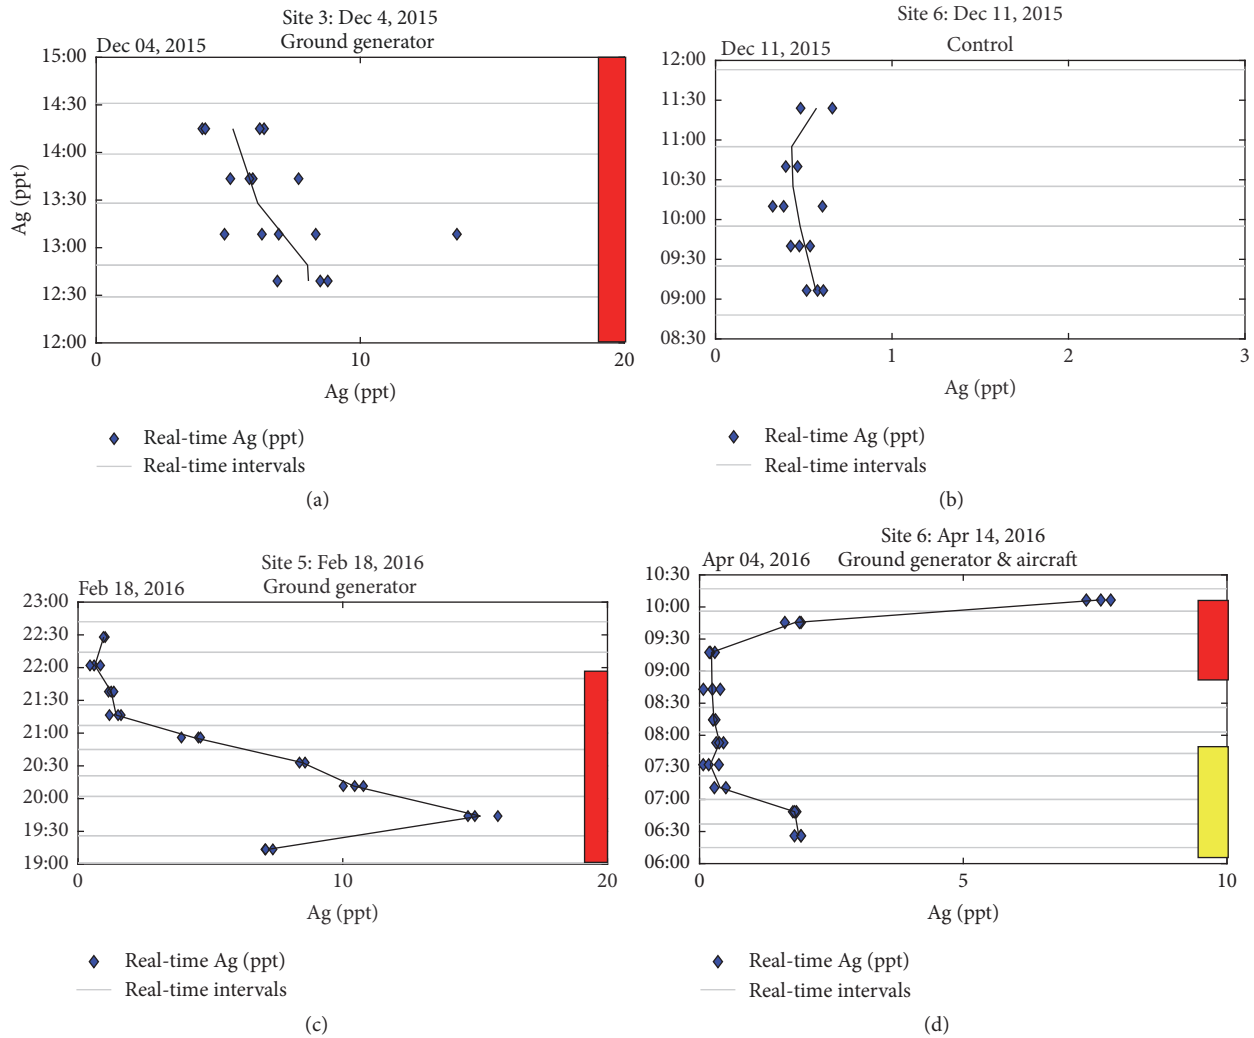 Site 3: Dec 4, 2015
Ground generator
Dec 04, 2015
15:00
14:30
14:00
13:30
13:00
12:30
12:00
Ag (ppt)
0
10
20
Ag (ppt)
Real-time Ag (ppt)
Real-time intervals
(a)
Site 6: Dec 11, 2015
Control
Dec 11, 2015
12:00
11:30
11:00
10:30
10:00
09:30
09:00
08:30
0
1
2
3
Ag (ppt)
Real-time Ag (ppt)
Real-time intervals
(b)
Site 5: Feb 18, 2016
Ground generator
Feb 18, 2016
23:00
22:30
22:00
21:30
21:00
20:30
20:00
19:30
19:00
0
10
20
Ag (ppt)
Real-time Ag (ppt)
Real-time intervals
(c)
Site 6: Apr 14, 2016
Apr 04, 2016 Ground generator & aircraft
10:30
10:00
09:30
09:00
08:30
08:00
07:30
07:00
06:30
06:00
0
5
10
Ag (ppt)
Real-time Ag (ppt)
Real-time intervals
(d)